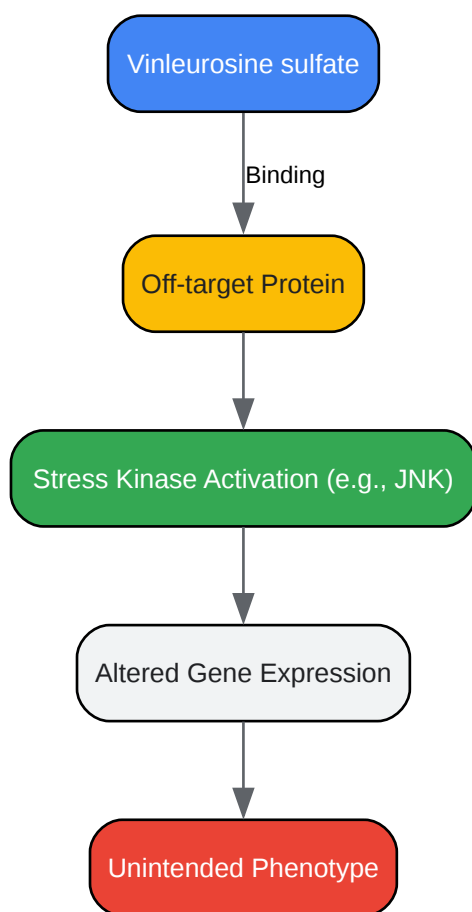 Vinleurosine sulfate
Binding
Off-target Protein
Stress Kinase Activation (e.g., JNK)
Altered Gene Expression
Unintended Phenotype